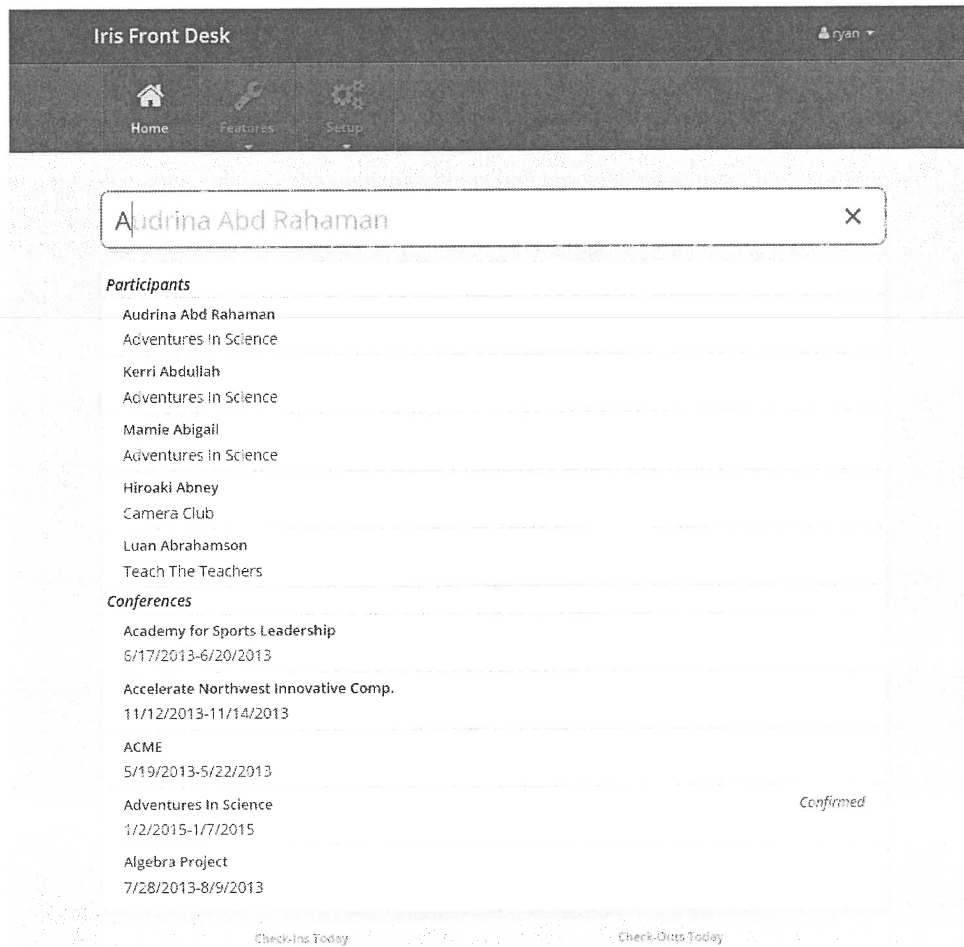 Iris Front Desk
ryan
Home
Features
Setup
Audrina Abd Rahaman
Participants
Audrina Abd Rahaman
Adventures In Science
Kerri Abdullah
Adventures In Science
Mamie Abigail
Adventures In Science
Hiroaki Abney
Camera Club
Luan Abrahamson
Teach The Teachers
Conferences
Academy for Sports Leadership
6/17/2013-6/20/2013
Accelerate Northwest Innovative Comp.
11/12/2013-11/14/2013
ACME
5/19/2013-5/22/2013
Adventures In Science
Confirmed
1/2/2015-1/7/2015
Algebra Project
7/28/2013-8/9/2013
Check-Ins Today
Check-Outs Today